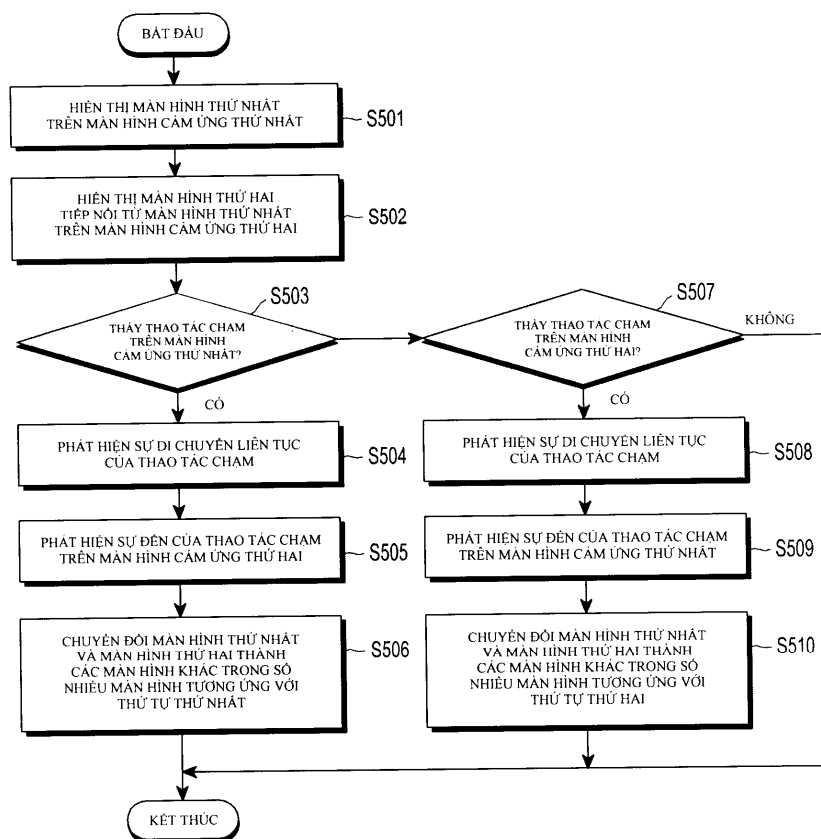 BẮT ĐẦU
HIỂN THỊ MÀN HÌNH THỨ NHẤT
TRÊN MÀN HÌNH CẢM ỨNG THỨ NHẤT
S501
HIỂN THỊ MÀN HÌNH THỨ HAI
TIẾP NỐI TỪ MÀN HÌNH THỨ NHẤT
TRÊN MÀN HÌNH CẢM ỨNG THỨ HAI
S502
THẤY THAO TÁC CHẠM
TRÊN MÀN HÌNH
CẢM ỨNG THỨ NHẤT?
S503
CÓ
PHÁT HIỆN SỰ DI CHUYỂN LIÊN TỤC
CỦA THAO TÁC CHẠM
S504
PHÁT HIỆN SỰ ĐẾN CỦA THAO TÁC CHẠM
TRÊN MÀN HÌNH CẢM ỨNG THỨ HAI
S505
CHUYỂN ĐỔI MÀN HÌNH THỨ NHẤT
VÀ MÀN HÌNH THỨ HAI THÀNH
CÁC MÀN HÌNH KHÁC TRONG SỐ
NHIỀU MÀN HÌNH TƯƠNG ỨNG VỚI
THỨ TỰ THỨ NHẤT
S506
THẤY THAO TÁC CHẠM
TRÊN MÀN HÌNH
CẢM ỨNG THỨ HAI?
S507
KHÔNG
CÓ
PHÁT HIỆN SỰ DI CHUYỂN LIÊN TỤC
CỦA THAO TÁC CHẠM
S508
PHÁT HIỆN SỰ ĐẾN CỦA THAO TÁC CHẠM
TRÊN MÀN HÌNH CẢM ỨNG THỨ NHẤT
S509
CHUYỂN ĐỔI MÀN HÌNH THỨ NHẤT
VÀ MÀN HÌNH THỨ HAI THÀNH
CÁC MÀN HÌNH KHÁC TRONG SỐ
NHIỀU MÀN HÌNH TƯƠNG ỨNG VỚI
THỨ TỰ THỨ HAI
S510
KẾT THÚC